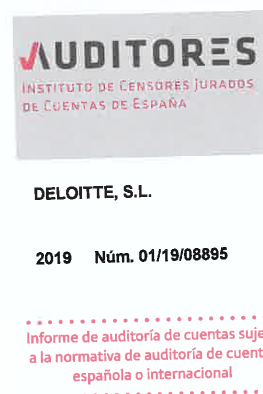 AUDITORES
INSTITUTO DE CENSORES JURADOS
DE CUENTAS DE ESPAÑA
DELOITTE, S.L.
2019 Núm. 01/19/08895
Informe de auditoría de cuentas suje
a la normativa de auditoría de cuent
española o internacional